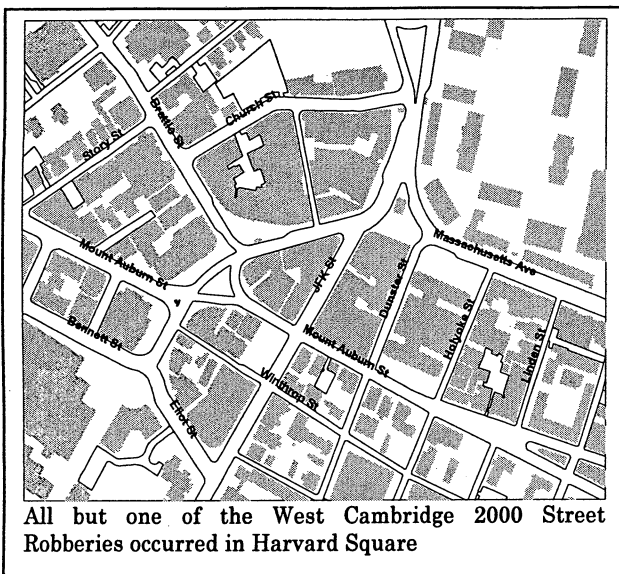 Church St
Brattle St
Story St
Massachusetts Ave
Mount Auburn St
JFK St
Dunster St
Holyoke St
Linden St
Mount Auburn St
Bennett St
Winthrop St
Eliot St
All but one of the West Cambridge 2000 Street
Robberies occurred in Harvard Square